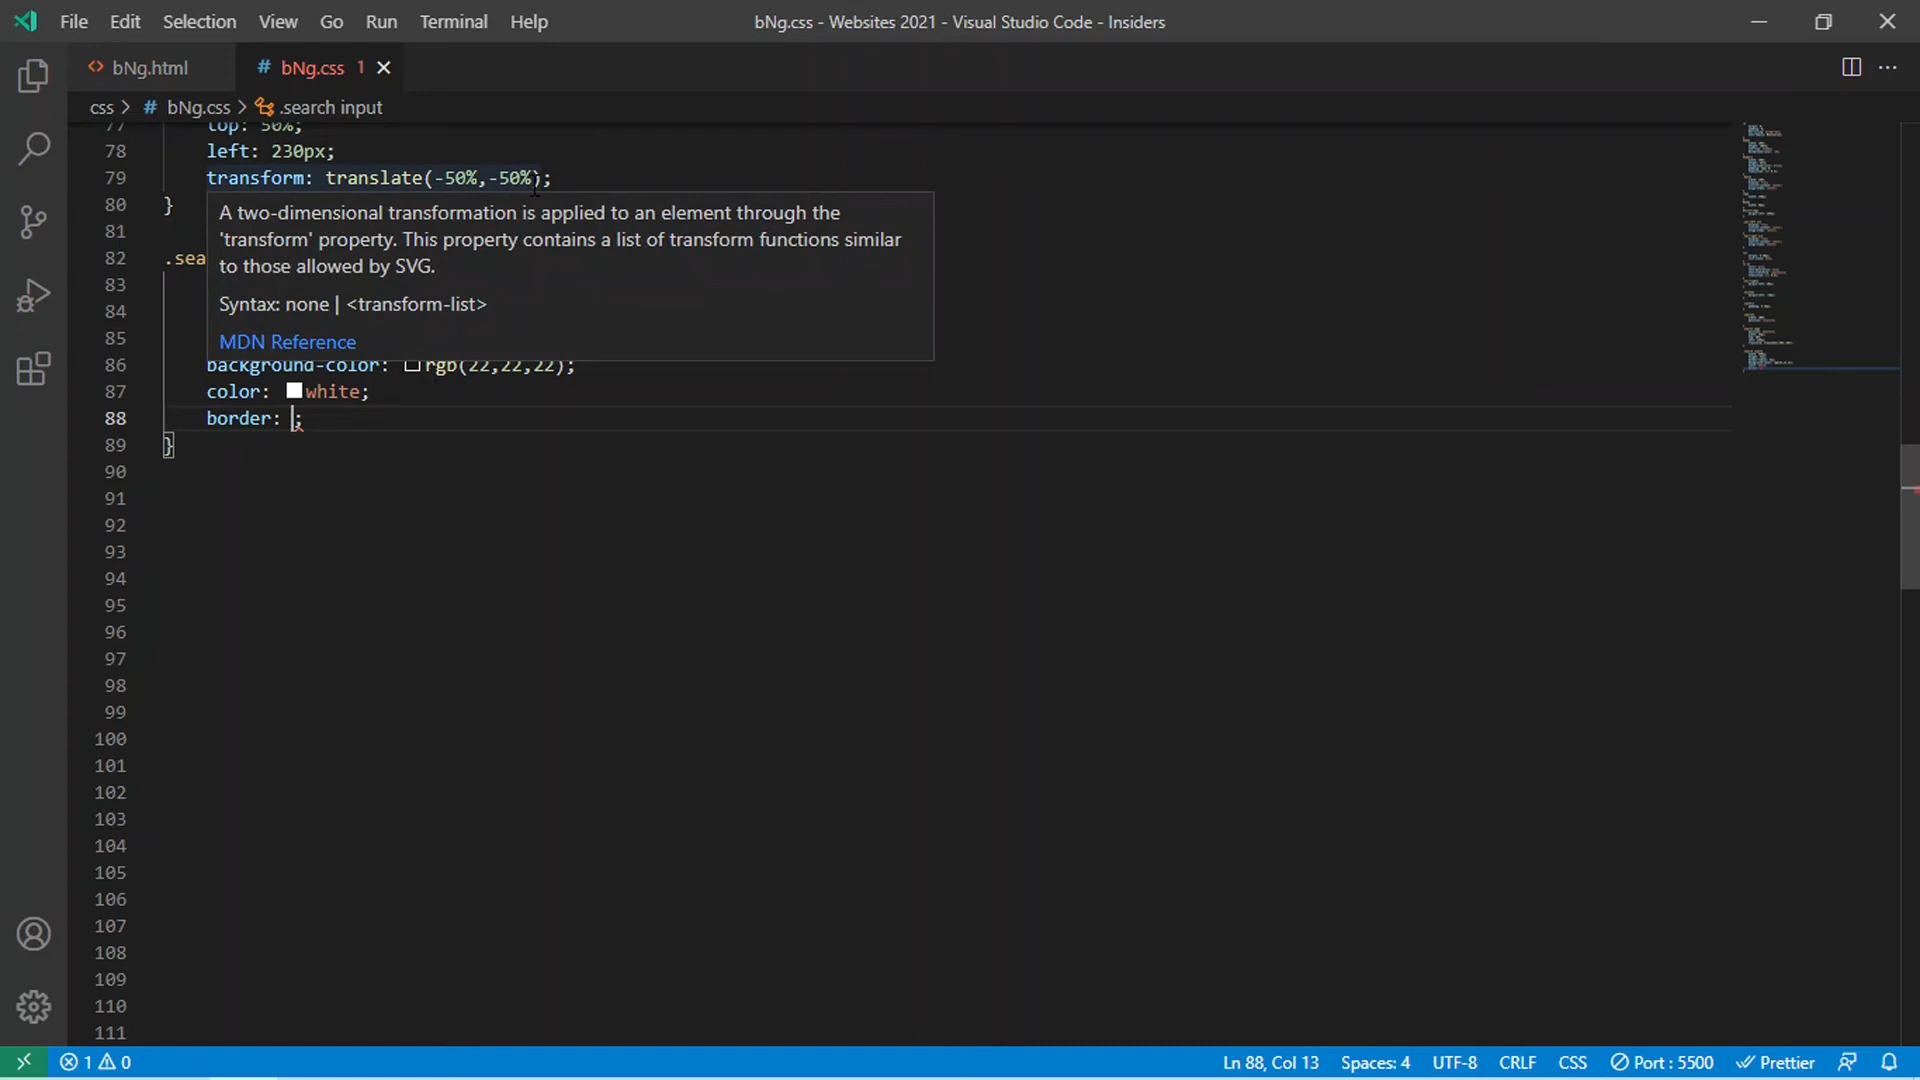 File Edit Selection View Go Run Terminal Help bNg.css - Websites 2021 - Visual Studio Code - Insiders
bNg.html # bNg.css 1
css > # bNg.css > .search input
77 top: 50%;
78 left: 230px;
79 transform: translate(-50%,-50%);
80 }
A two-dimensional transformation is applied to an element through the
'transform' property. This property contains a list of transform functions similar
to those allowed by SVG.
Syntax: none | <transform-list>
MDN Reference
81
82 .sea
83
84
85
86 background-color: rgb(22,22,22);
87 color: white;
88 border: ;
89 }
90
91
92
93
94
95
96
97
98
99
100
101
102
103
104
105
106
107
108
109
110
111
1 0 Ln 88, Col 13 Spaces: 4 UTF-8 CRLF CSS Port : 5500 Prettier